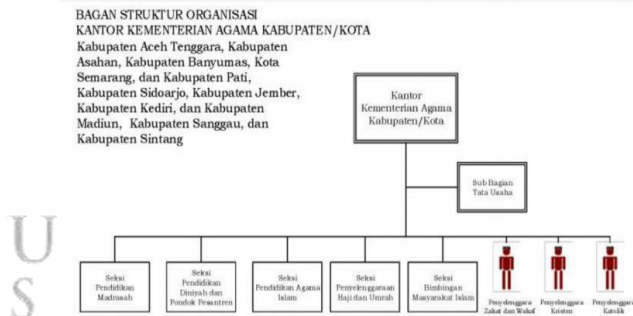 BAGAN STRUKTUR ORGANISASI
KANTOR KEMENTERIAN AGAMA KABUPATEN/KOTA
Kabupaten Aceh Tenggara, Kabupaten
Asahan, Kabupaten Banyumas, Kota
Semarang, dan Kabupaten Pati,
Kabupaten Sidoarjo, Kabupaten Jember,
Kabupaten Kediri, dan Kabupaten
Madiun, Kabupaten Sanggau, dan
Kabupaten Sintang
Kantor
Kementerian Agama
Kabupaten/Kota
Sub Bagian
Tata Usaha
Seksi
Pendidikan
Madrasah
Seksi
Pendidikan
Diniyah dan
Pondok Pesantren
Seksi
Pendidikan Agama
Islam
Seksi
Penyelenggaraan
Haji dan Umrah
Seksi
Bimbingan
Masyarakat Islam
Penyelenggara
Zakat dan Wakaf
Penyelenggara
Kristen
Penyelenggara
Katolik
U
S